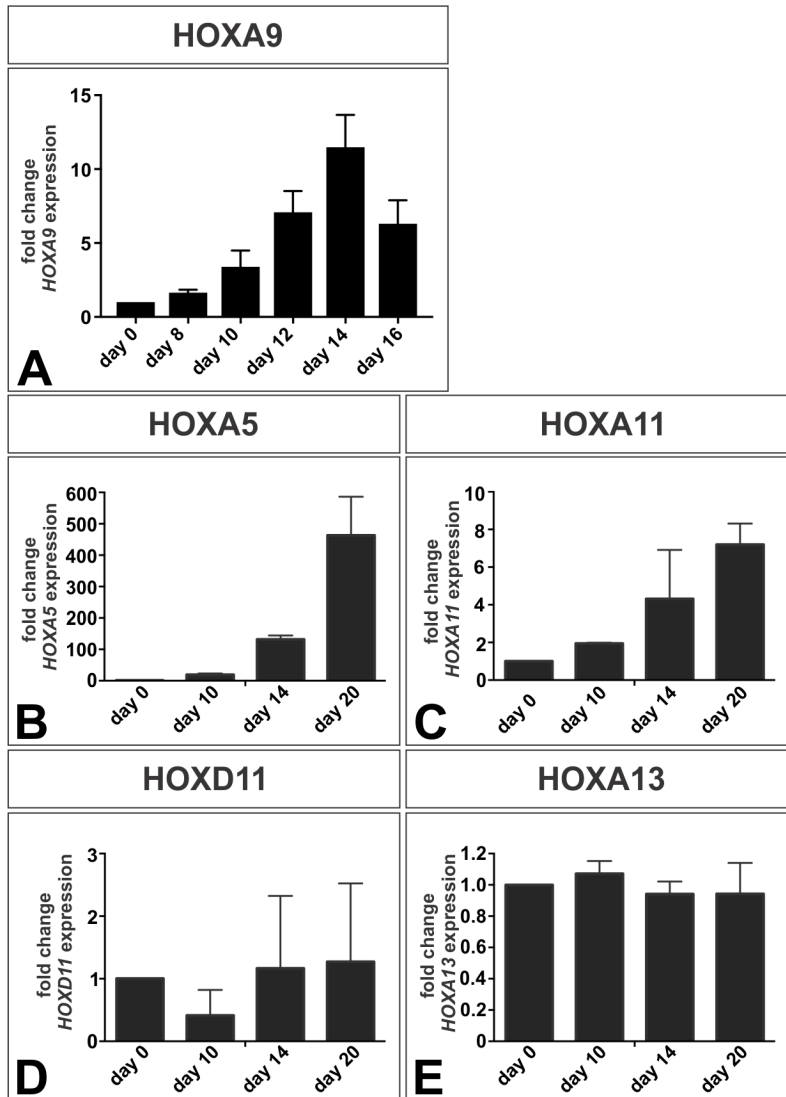 HOXA9
fold change
HOXA9 expression
15
10
5
0
day 0
day 8
day 10
day 12
day 14
day 16
A
HOXA5
fold change
HOXA5 expression
600
500
400
300
200
100
0
day 0
day 10
day 14
day 20
B
HOXA11
fold change
HOXA11 expression
10
8
6
4
2
0
day 0
day 10
day 14
day 20
C
HOXD11
fold change
HOXD11 expression
3
2
1
0
day 0
day 10
day 14
day 20
D
HOXA13
fold change
HOXA13 expression
1.2
1.0
0.8
0.6
0.4
0.2
0
day 0
day 10
day 14
day 20
E